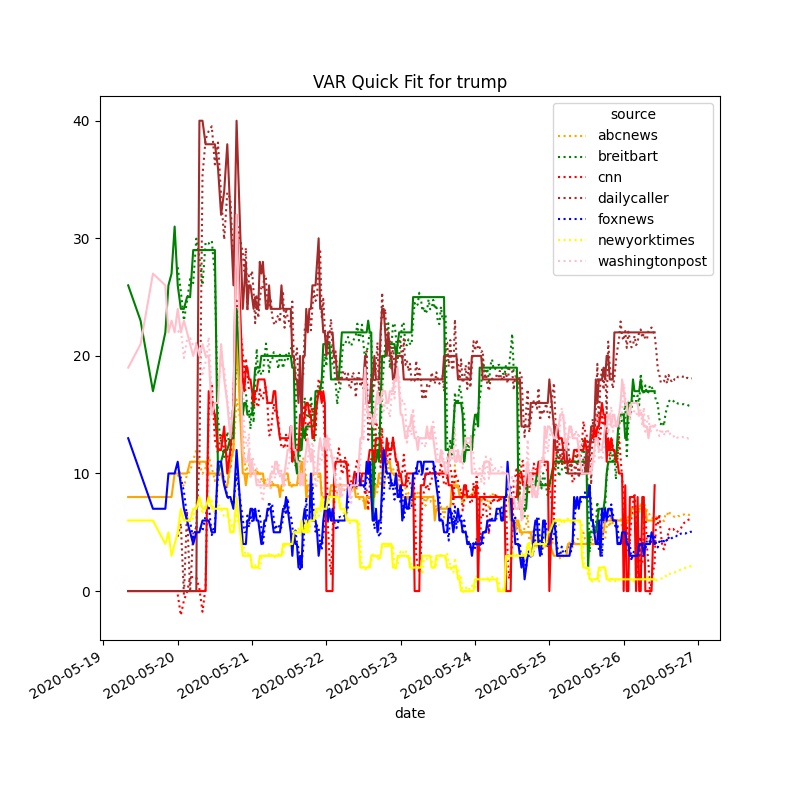 VAR Quick Fit for trump
40
30
20
10
0
source
abcnews
breitbart
cnn
dailycaller
foxnews
newyorktimes
washingtonpost
2020-05-19
2020-05-20
2020-05-21
2020-05-22
2020-05-23
2020-05-24
2020-05-25
2020-05-26
2020-05-27
date